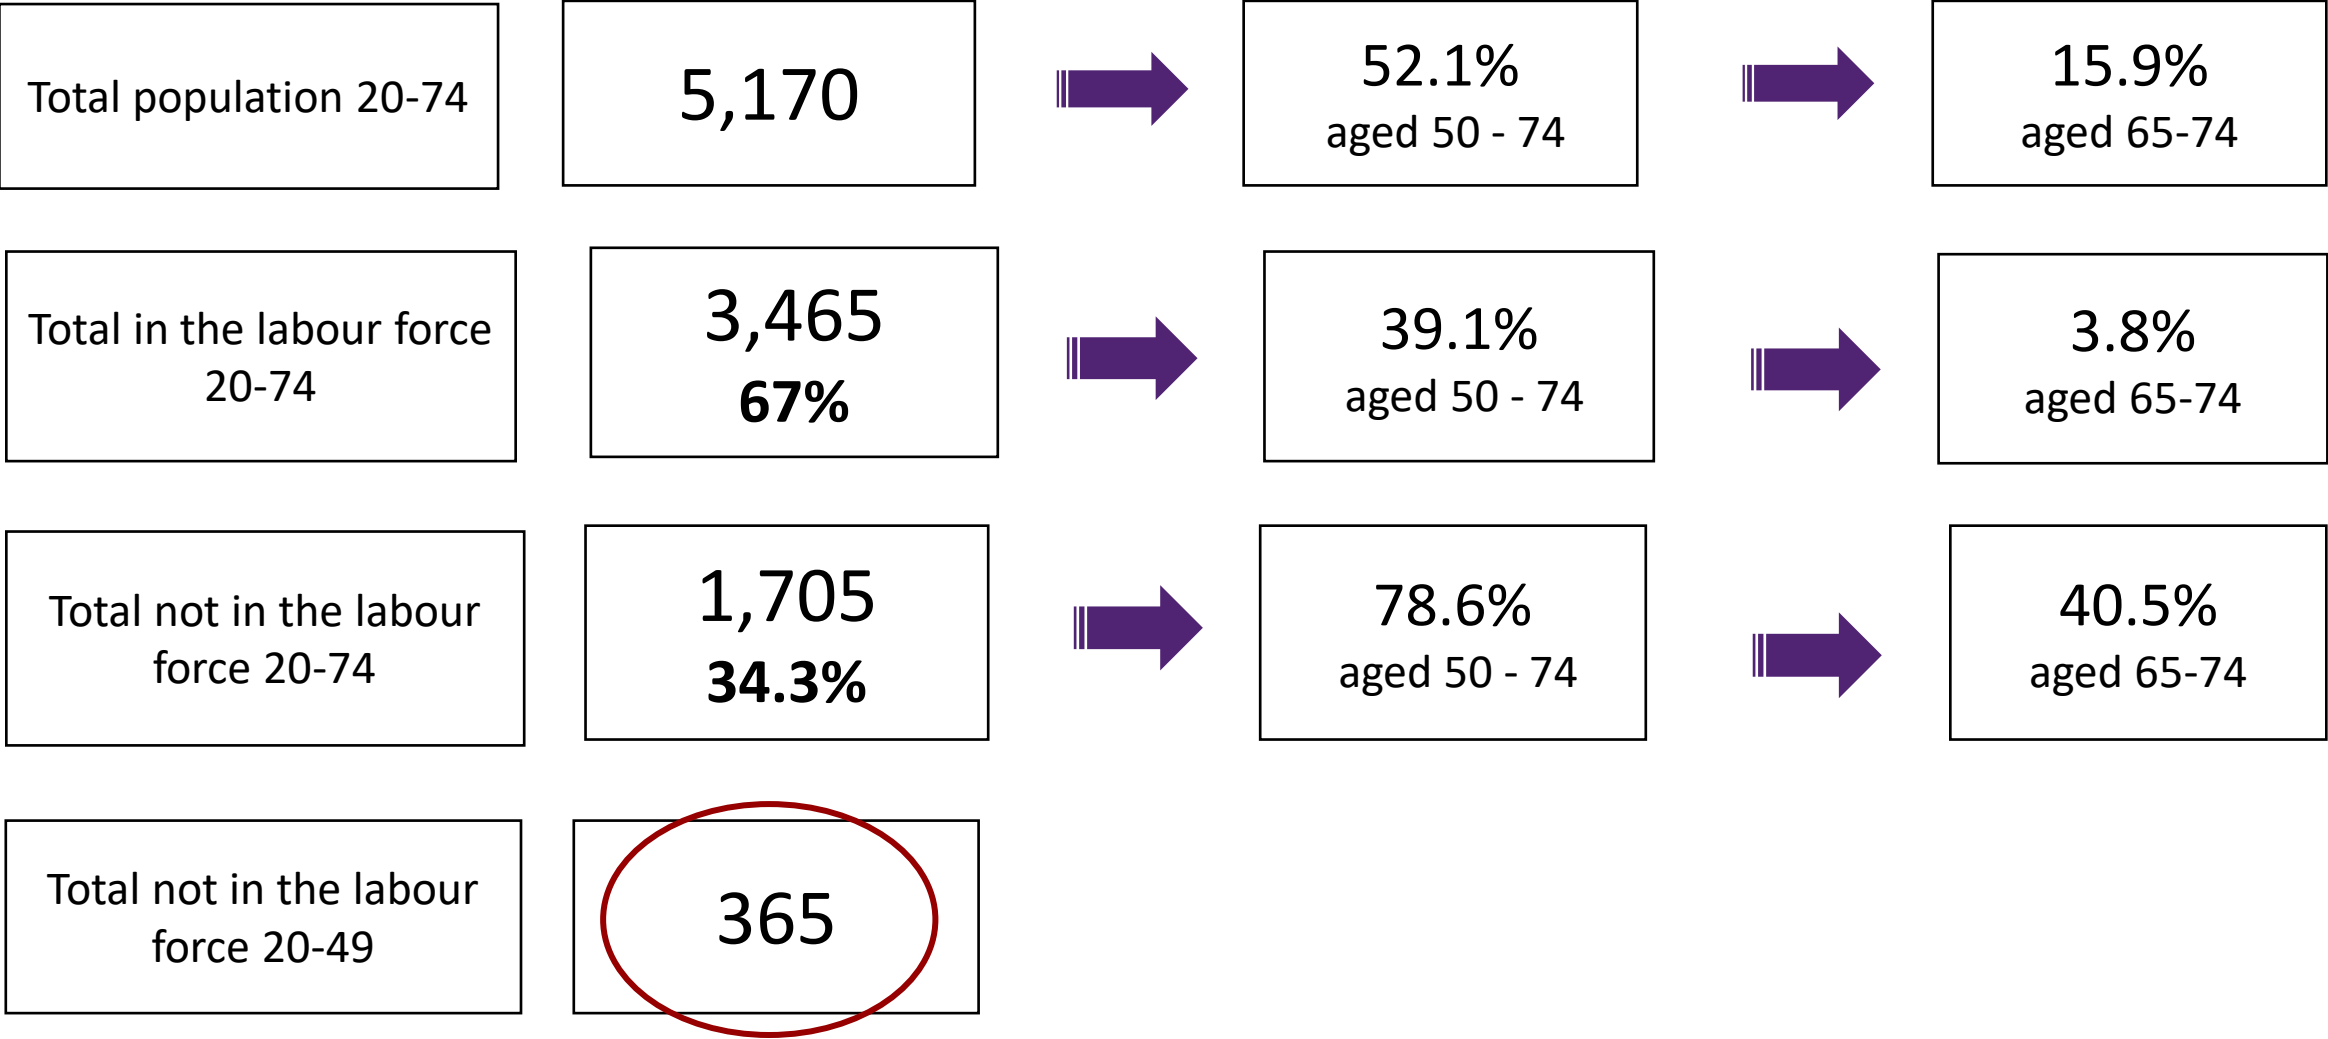 Total population 20-74
5,170
52.1%
aged 50 - 74
15.9%
aged 65-74
Total in the labour force
20-74
3,465
67%
39.1%
aged 50 - 74
3.8%
aged 65-74
Total not in the labour
force 20-74
1,705
34.3%
78.6%
aged 50 - 74
40.5%
aged 65-74
Total not in the labour
force 20-49
365